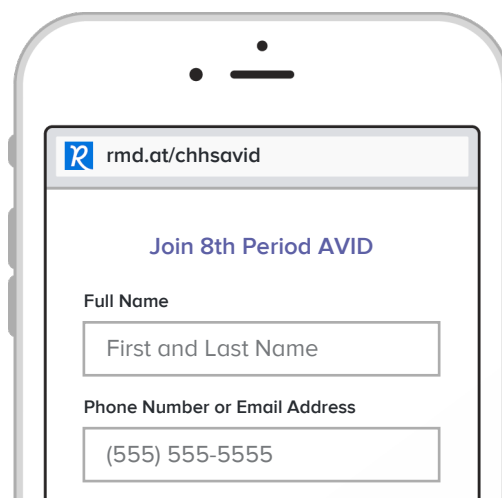 rmd.at/chhsavid
Join 8th Period AVID
Full Name
First and Last Name
Phone Number or Email Address
(555) 555-5555